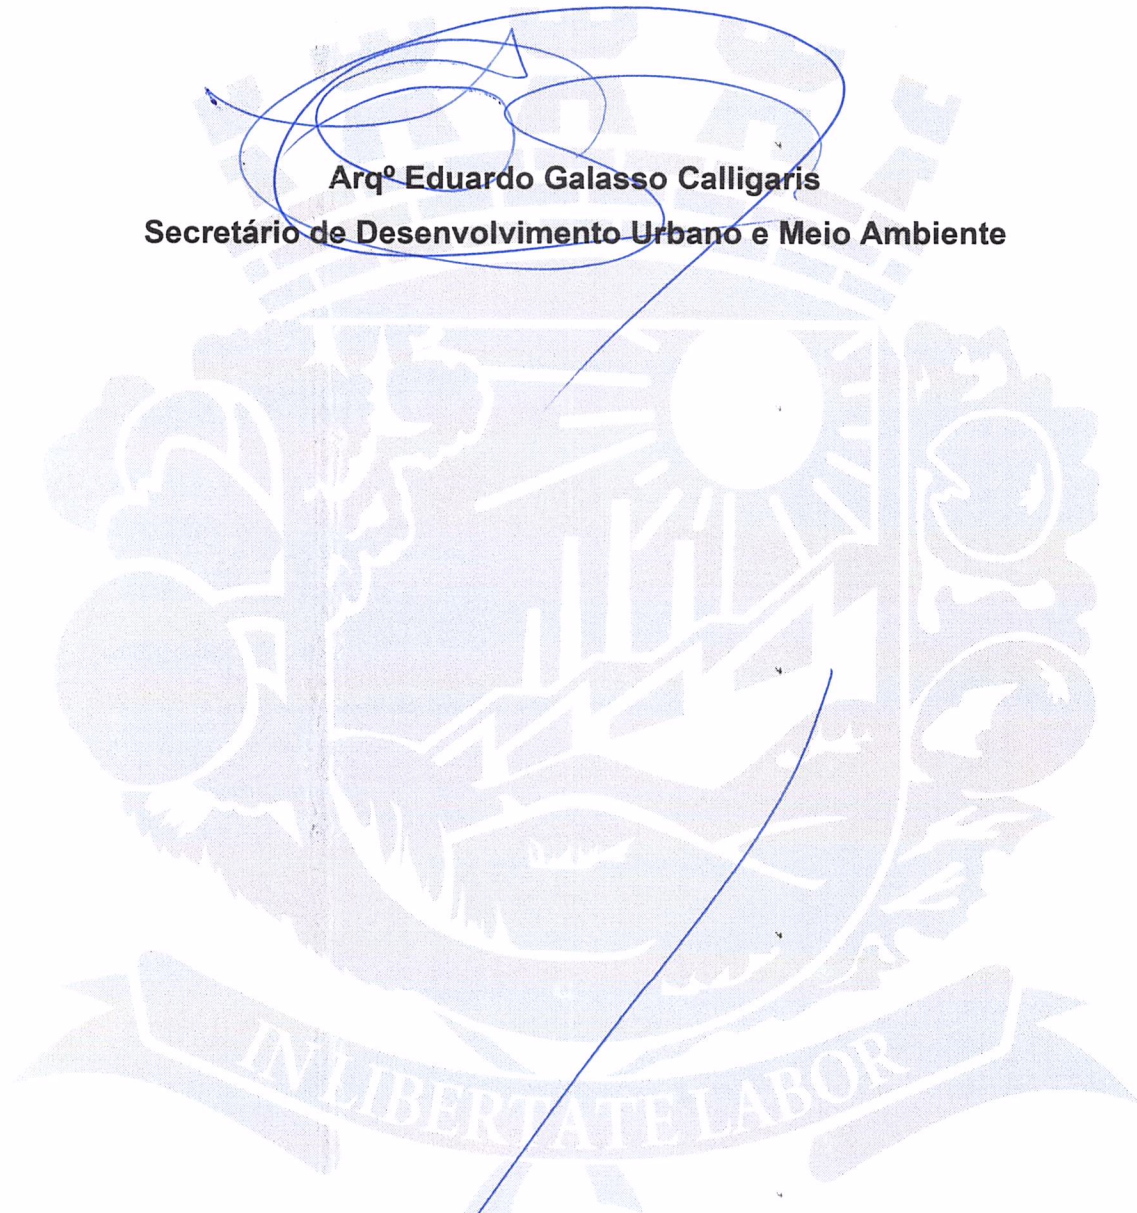 Arqº Eduardo Galasso Calligaris
Secretário de Desenvolvimento Urbano e Meio Ambiente
IN LIBERTATE LABOR